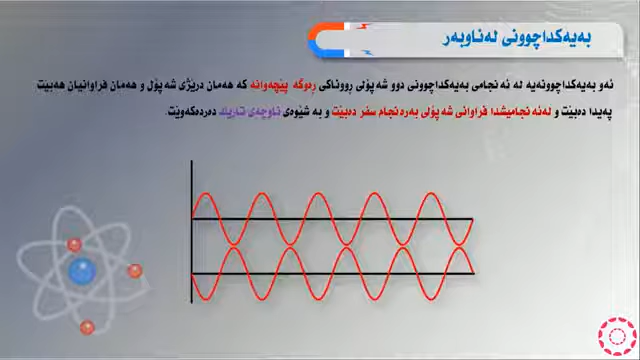 بەیەکداچوونی لەناوبەر
ئەو بەیەکداچوونەیە لە ئەنجامی بەیەکداچوونی دوو شەپۆلی ڕووناکی ڕەوگە پێچەوانە کە هەمان درێژی شەپۆل و هەمان فراوانیان هەبێت
پەیدا دەبێت و لەئەنجامیشدا فراوانی شەپۆلی بەرەنجام سفر دەبێت و بە شێوەی ناوچەی تاریک دەردەکەوێت.